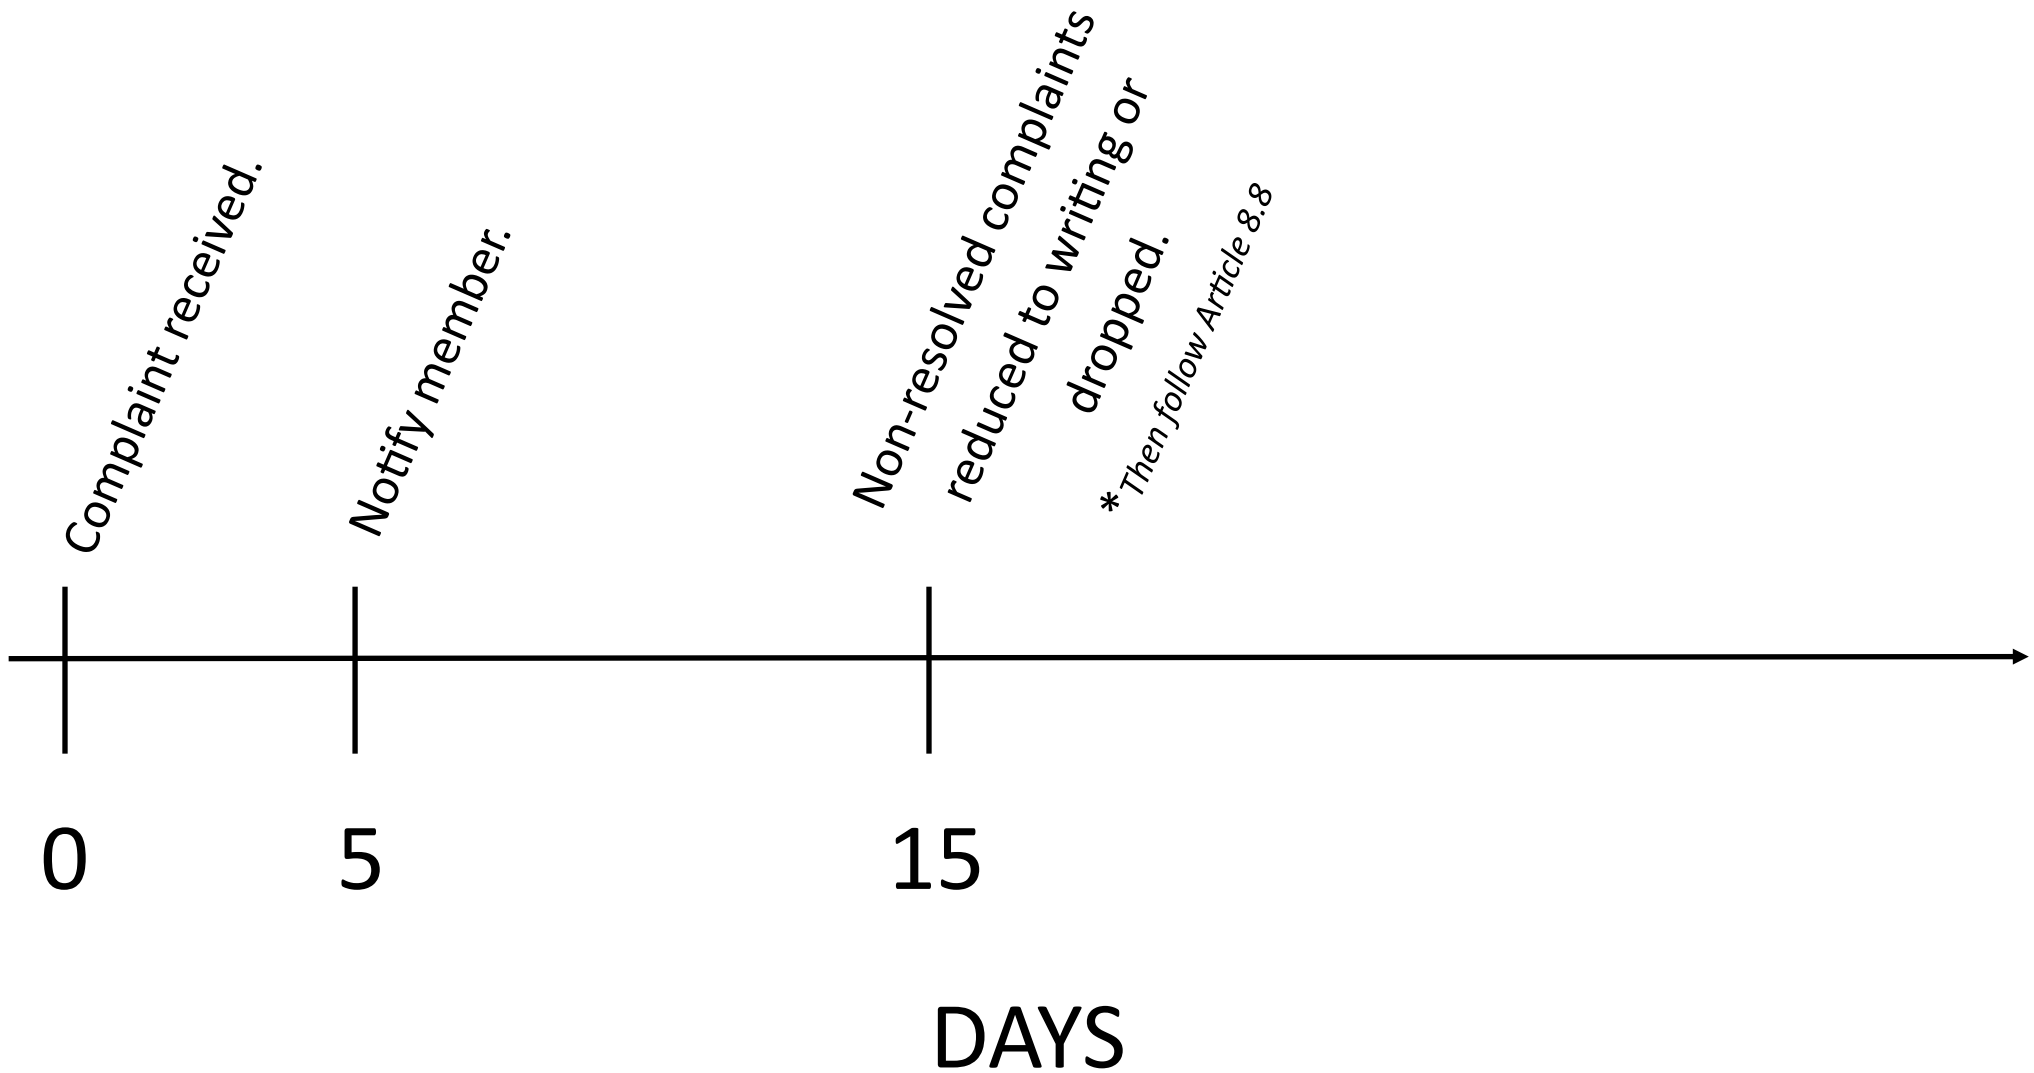 Complaint received.
Notify member.
Non-resolved complaints
reduced to writing or
dropped.
*Then follow Article 8.8
0
5
15
DAYS